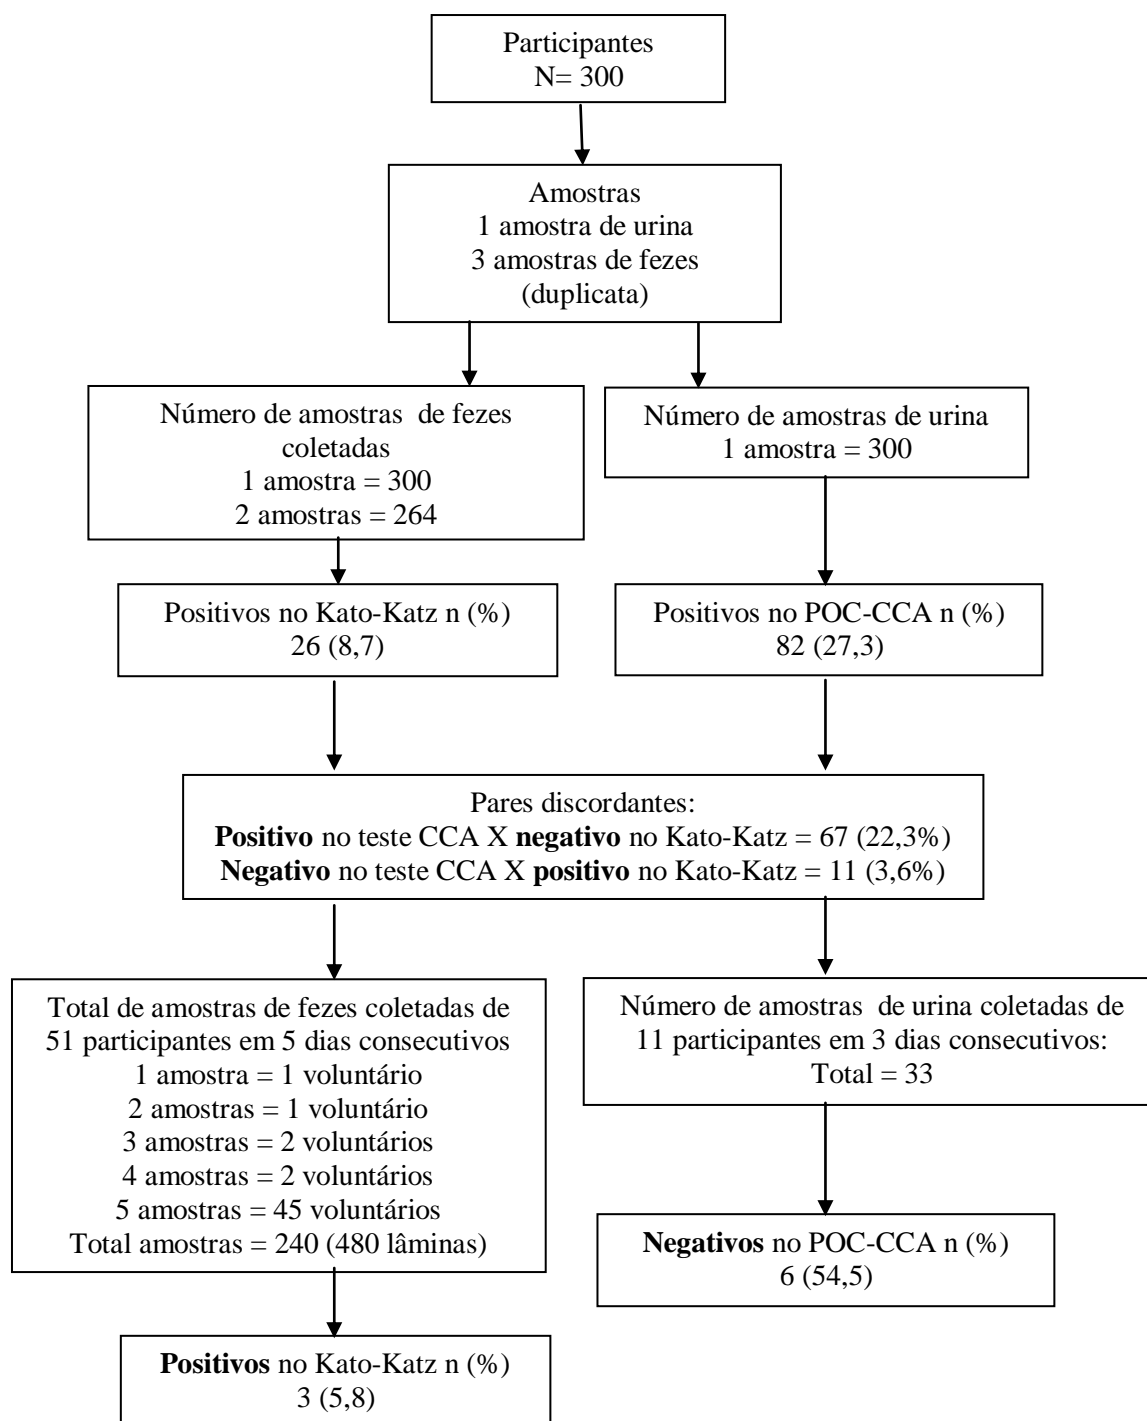 Participantes
N= 300
Amostras
1 amostra de urina
3 amostras de fezes
(duplicata)
Número de amostras de fezes
coletadas
1 amostra = 300
2 amostras = 264
Número de amostras de urina
1 amostra = 300
Positivos no Kato-Katz n (%)
26 (8,7)
Positivos no POC-CCA n (%)
82 (27,3)
Pares discordantes:
Positivo no teste CCA X negativo no Kato-Katz = 67 (22,3%)
Negativo no teste CCA X positivo no Kato-Katz = 11 (3,6%)
Total de amostras de fezes coletadas de
51 participantes em 5 dias consecutivos
1 amostra = 1 voluntário
2 amostras = 1 voluntário
3 amostras = 2 voluntários
4 amostras = 2 voluntários
5 amostras = 45 voluntários
Total amostras = 240 (480 lâminas)
Número de amostras de urina coletadas de
11 participantes em 3 dias consecutivos:
Total = 33
Negativos no POC-CCA n (%)
6 (54,5)
Positivos no Kato-Katz n (%)
3 (5,8)